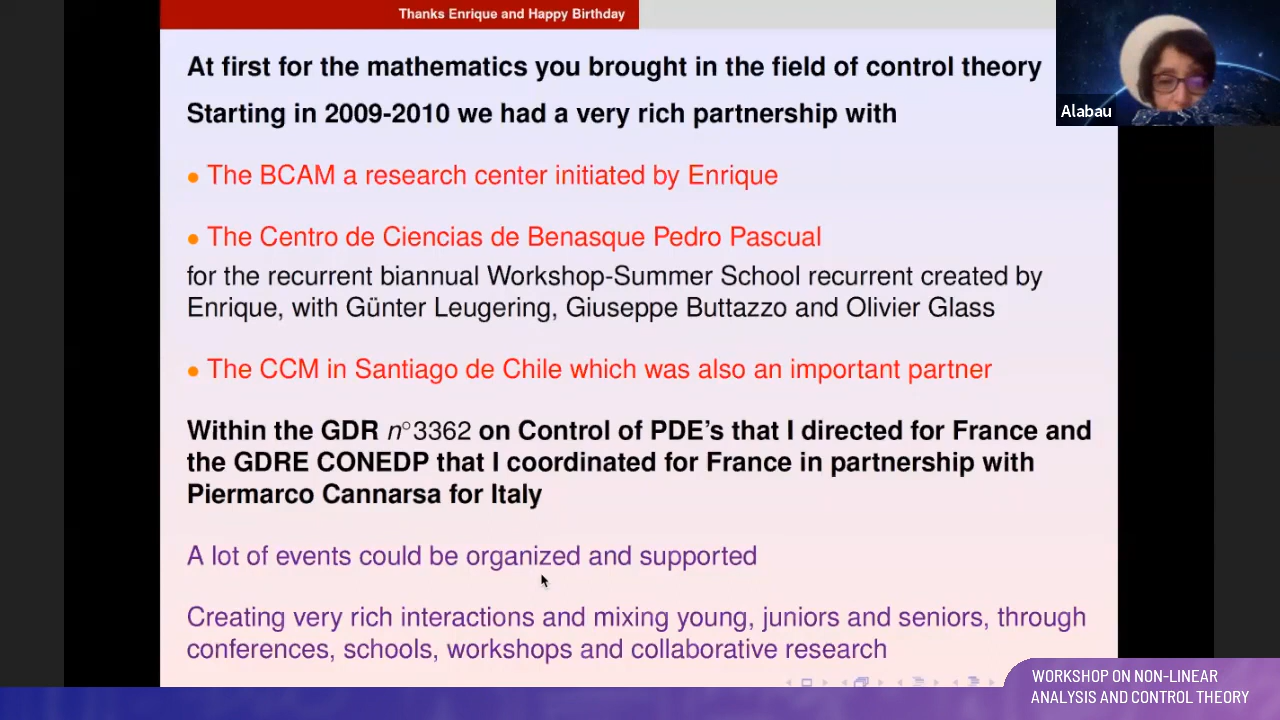 Thanks Enrique and Happy Birthday
At first for the mathematics you brought in the field of control theory
Alabau
Starting in 2009-2010 we had a very rich partnership with
The BCAM a research center initiated by Enrique
The Centro de Ciencias de Benasque Pedro Pascual
for the recurrent biannual Workshop-Summer School recurrent created by
Enrique, with Günter Leugering, Giuseppe Buttazzo and Olivier Glass
The CCM in Santiago de Chile which was also an important partner
Within the GDR n°3362 on Control of PDE's that I directed for France and
the GDRE CONEDP that I coordinated for France in partnership with
Piermarco Cannarsa for Italy
A lot of events could be organized and supported
Creating very rich interactions and mixing young, juniors and seniors, through
conferences, schools, workshops and collaborative research
WORKSHOP ON NON-LINEAR
ANALYSIS AND CONTROL THEORY